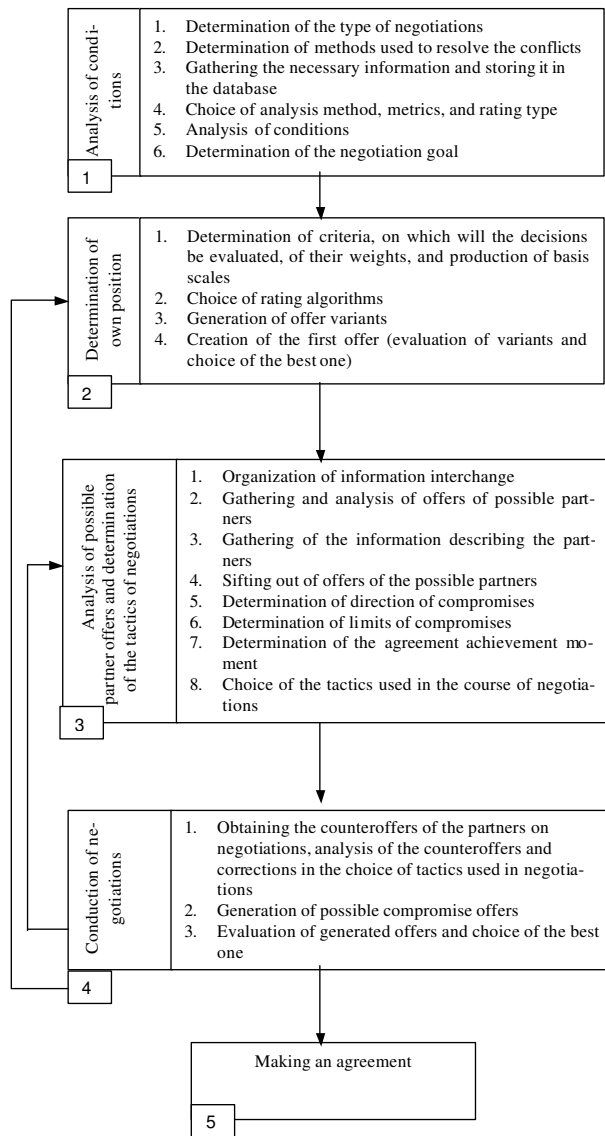 Analysis of condi-
tions
1
1. Determination of the type of negotiations
2. Determination of methods used to resolve the conflicts
3. Gathering the necessary information and storing it in
the database
4. Choice of analysis method, metrics, and rating type
5. Analysis of conditions
6. Determination of the negotiation goal
Determination of
own position
2
1. Determination of criteria, on which will the decisions
be evaluated, of their weights, and production of basis
scales
2. Choice of rating algorithms
3. Generation of offer variants
4. Creation of the first offer (evaluation of variants and
choice of the best one)
Analysis of possible
partner offers and determination
of the tactics of negotiations
3
1. Organization of information interchange
2. Gathering and analysis of offers of possible part-
ners
3. Gathering of the information describing the part-
ners
4. Sifting out of offers of the possible partners
5. Determination of direction of compromises
6. Determination of limits of compromises
7. Determination of the agreement achievement mo-
ment
8. Choice of the tactics used in the course of negotia-
tions
Conduction of ne-
gotiations
4
1. Obtaining the counteroffers of the partners on
negotiations, analysis of the counteroffers and
corrections in the choice of tactics used in negotia-
tions
2. Generation of possible compromise offers
3. Evaluation of generated offers and choice of the best
one
Making an agreement
5